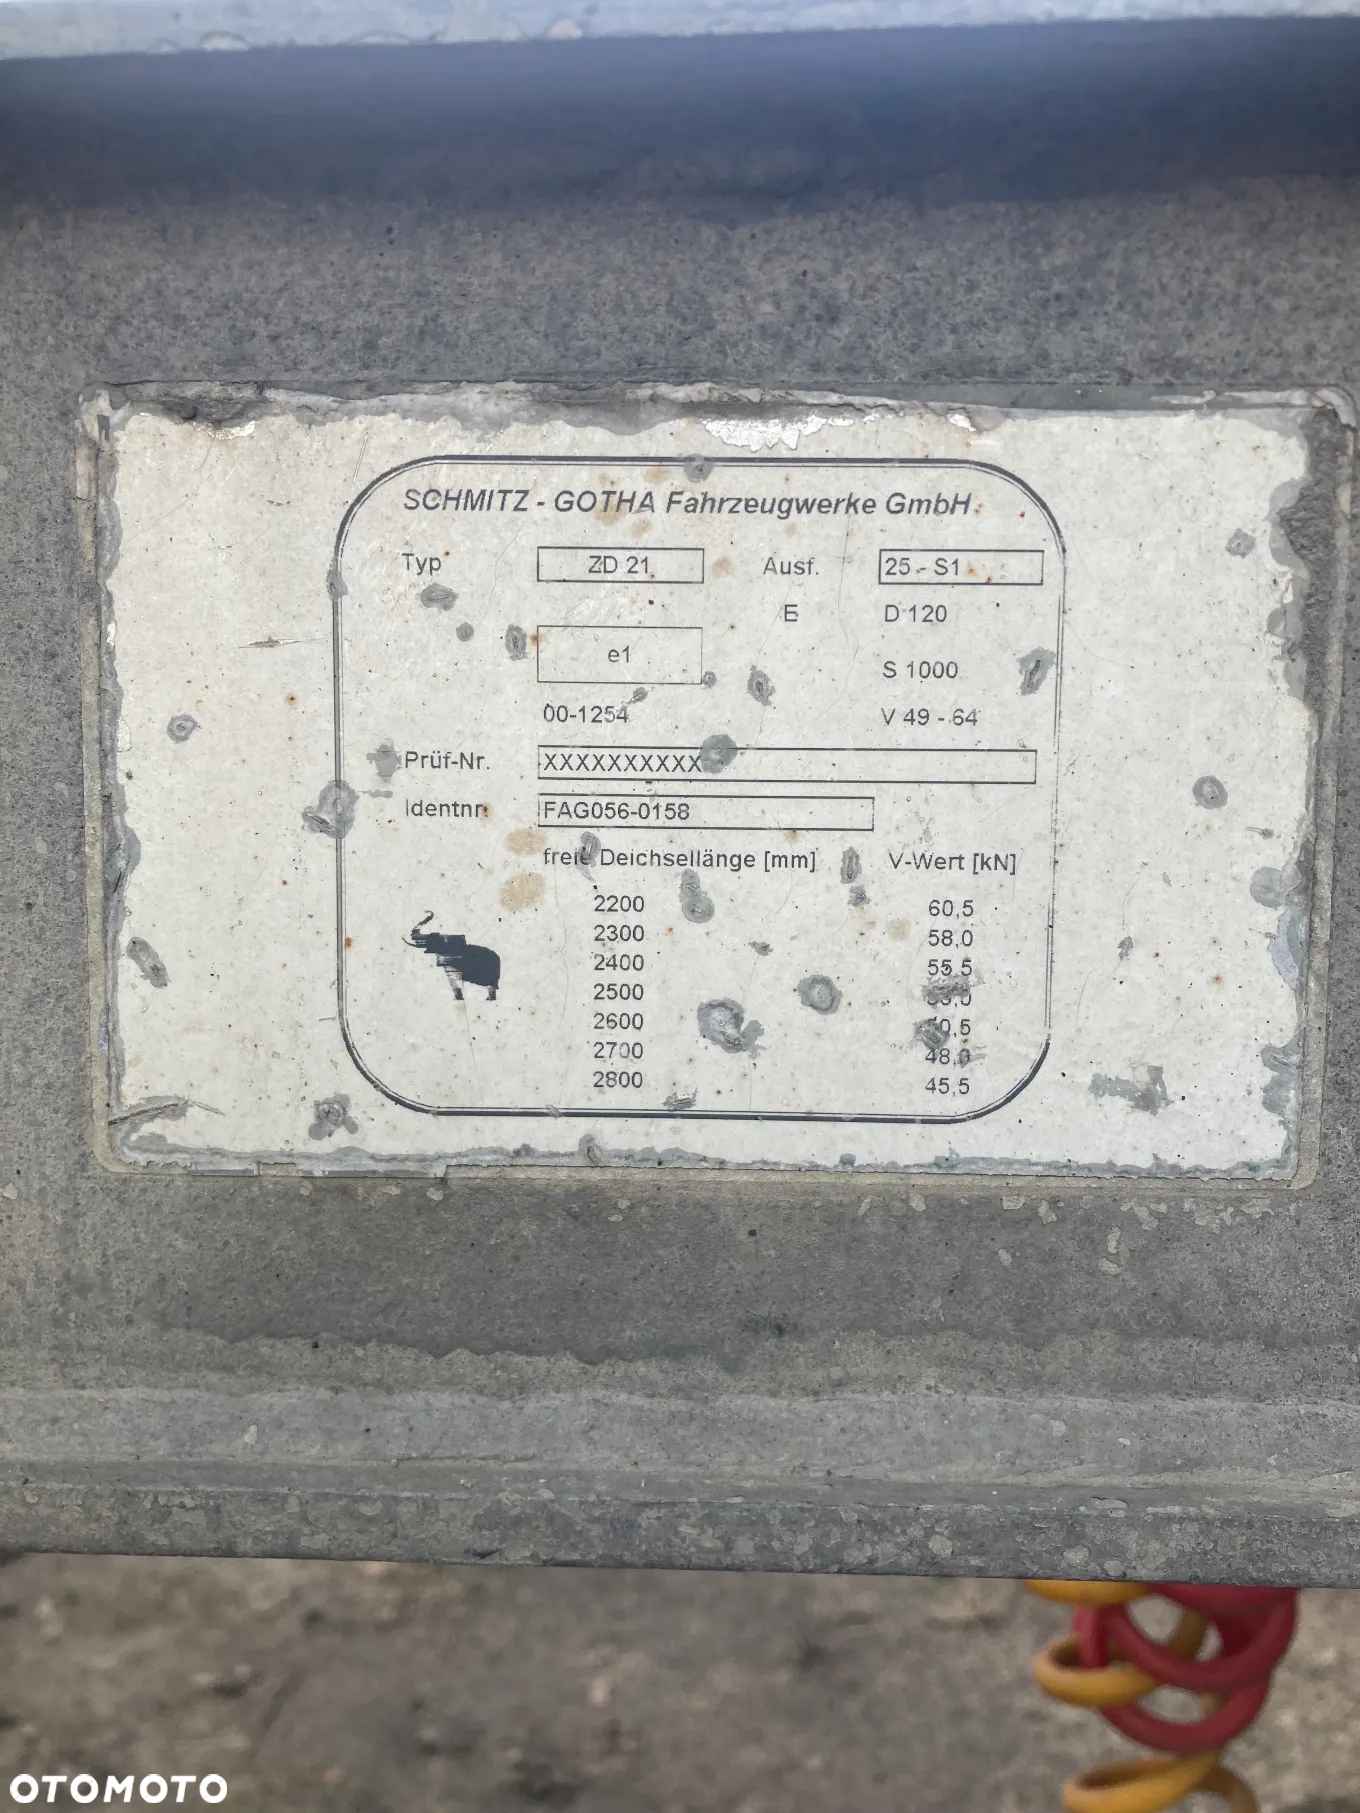 SCHMITZ - GOTHA Fahrzeugwerke GmbH
Typ ZD 21 Ausf. 25 - S1
E D 120
e1
S 1000
00-1254 V 49 - 64
Prüf-Nr. XXXXXXXXXX
Identnr. FAG056-0158
freie Deichsellänge [mm] V-Wert [kN]
2200 60,5
2300 58,0
2400 55,5
2500
2600
2700 48,0
2800 45,5
OTOMOTO